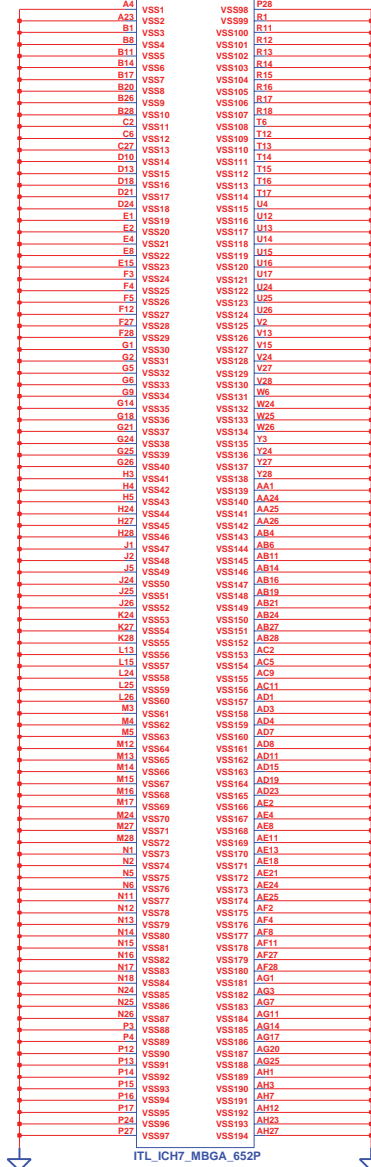 A4 VSS1 VSS98 P28
A23 VSS2 VSS99 R1
B1 VSS3 VSS100 R11
B8 VSS4 VSS101 R12
B11 VSS5 VSS102 R13
B14 VSS6 VSS103 R14
B17 VSS7 VSS104 R15
B20 VSS8 VSS105 R16
B26 VSS9 VSS106 R17
B28 VSS10 VSS107 R18
C2 VSS11 VSS108 T6
C6 VSS12 VSS109 T12
C27 VSS13 VSS110 T13
D10 VSS14 VSS111 T14
D13 VSS15 VSS112 T15
D18 VSS16 VSS113 T16
D21 VSS17 VSS114 T17
D24 VSS18 VSS115 U4
E1 VSS19 VSS116 U12
E2 VSS20 VSS117 U13
E4 VSS21 VSS118 U14
E8 VSS22 VSS119 U15
E15 VSS23 VSS120 U16
F3 VSS24 VSS121 U17
F4 VSS25 VSS122 U24
F5 VSS26 VSS123 U25
F12 VSS27 VSS124 U26
F27 VSS28 VSS125 V2
F28 VSS29 VSS126 V13
G1 VSS30 VSS127 V15
G2 VSS31 VSS128 V24
G5 VSS32 VSS129 V27
G6 VSS33 VSS130 V28
G9 VSS34 VSS131 W6
G14 VSS35 VSS132 W24
G18 VSS36 VSS133 W25
G21 VSS37 VSS134 W26
G24 VSS38 VSS135 Y3
G25 VSS39 VSS136 Y24
G26 VSS40 VSS137 Y27
H3 VSS41 VSS138 Y28
H4 VSS42 VSS139 AA1
H5 VSS43 VSS140 AA24
H24 VSS44 VSS141 AA25
H27 VSS45 VSS142 AA26
H28 VSS46 VSS143 AB4
J1 VSS47 VSS144 AB6
J2 VSS48 VSS145 AB11
J5 VSS49 VSS146 AB14
J24 VSS50 VSS147 AB16
J25 VSS51 VSS148 AB19
J26 VSS52 VSS149 AB21
K24 VSS53 VSS150 AB24
K27 VSS54 VSS151 AB27
K28 VSS55 VSS152 AB28
L13 VSS56 VSS153 AC2
L15 VSS57 VSS154 AC5
L24 VSS58 VSS155 AC9
L25 VSS59 VSS156 AC11
L26 VSS60 VSS157 AD1
M3 VSS61 VSS158 AD3
M4 VSS62 VSS159 AD4
M5 VSS63 VSS160 AD7
M12 VSS64 VSS161 AD8
M13 VSS65 VSS162 AD11
M14 VSS66 VSS163 AD15
M15 VSS67 VSS164 AD19
M16 VSS68 VSS165 AD23
M17 VSS69 VSS166 AE2
M24 VSS70 VSS167 AE4
M27 VSS71 VSS168 AE8
M28 VSS72 VSS169 AE11
N1 VSS73 VSS170 AE13
N2 VSS74 VSS171 AE18
N5 VSS75 VSS172 AE21
N6 VSS76 VSS173 AE24
N11 VSS77 VSS174 AE25
N12 VSS78 VSS175 AF2
N13 VSS79 VSS176 AF4
N14 VSS80 VSS177 AF8
N15 VSS81 VSS178 AF11
N16 VSS82 VSS179 AF27
N17 VSS83 VSS180 AF28
N18 VSS84 VSS181 AG1
N24 VSS85 VSS182 AG3
N25 VSS86 VSS183 AG7
N26 VSS87 VSS184 AG11
P3 VSS88 VSS185 AG14
P4 VSS89 VSS186 AG17
P12 VSS90 VSS187 AG20
P13 VSS91 VSS188 AG25
P14 VSS92 VSS189 AH1
P15 VSS93 VSS190 AH3
P16 VSS94 VSS191 AH7
P17 VSS95 VSS192 AH12
P24 VSS96 VSS193 AH23
P27 VSS97 VSS194 AH27
ITL_ICH7_MBGA_652P